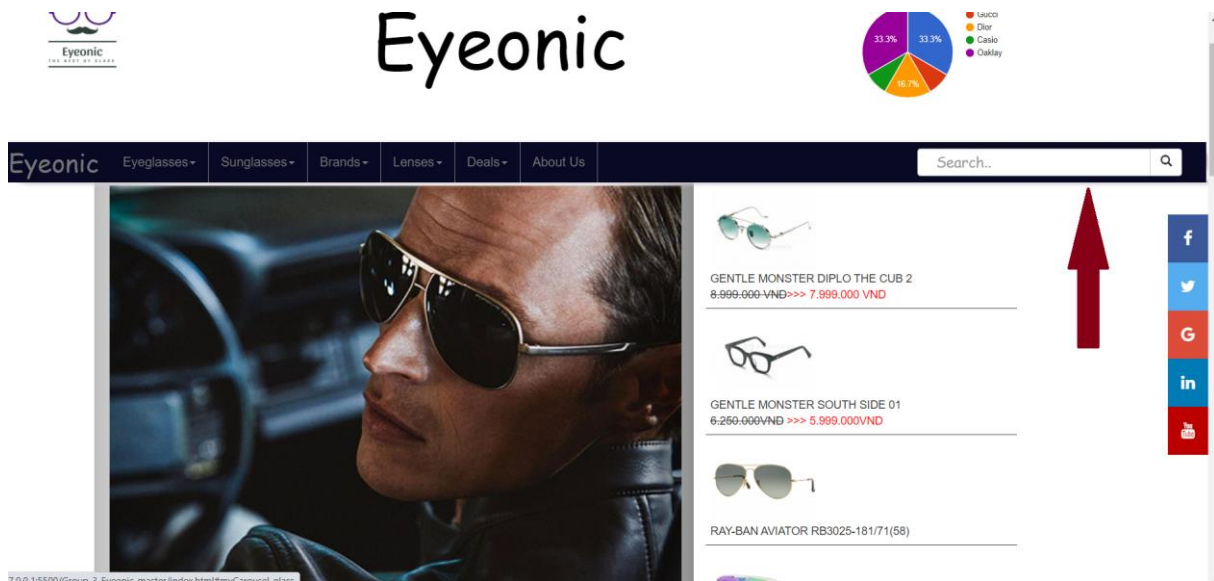 Eyeonic
THE BEST OF GLASS
Eyeonic
33.3%
33.3%
16.7%
Gucci
Dior
Casio
Oaklay
Eyeonic
Eyeglasses
Sunglasses
Brands
Lenses
Deals
About Us
Search..
GENTLE MONSTER DIPLO THE CUB 2
8.999.000 VND>>> 7.999.000 VND
GENTLE MONSTER SOUTH SIDE 01
6.250.000VND >>> 5.999.000VND
RAY-BAN AVIATOR RB3025-181/71(58)
f
G
in
You
Tube